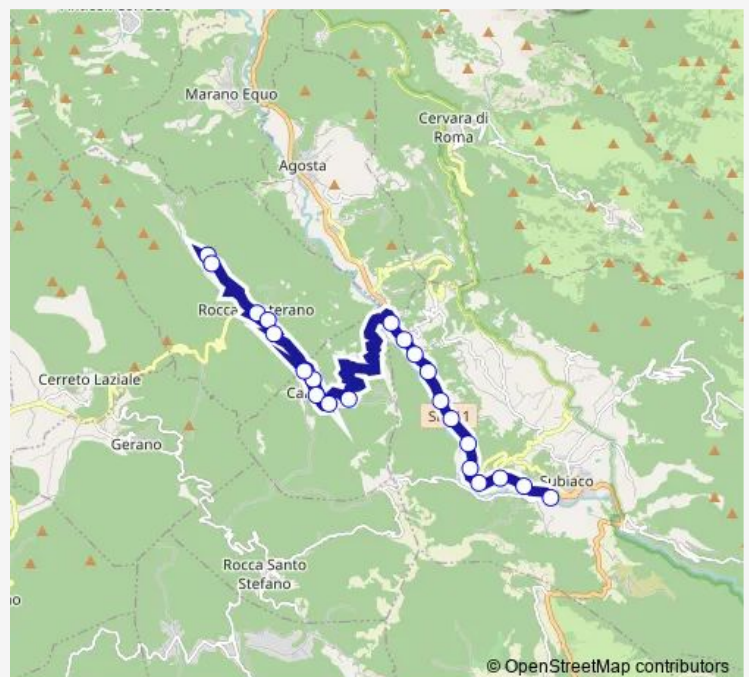 Marano Equo
Cervara di
Roma
Agosta
Cerreto Laziale
Gerano
Subiaco
Rocca Santo
Stefano
© OpenStreetMap contributors